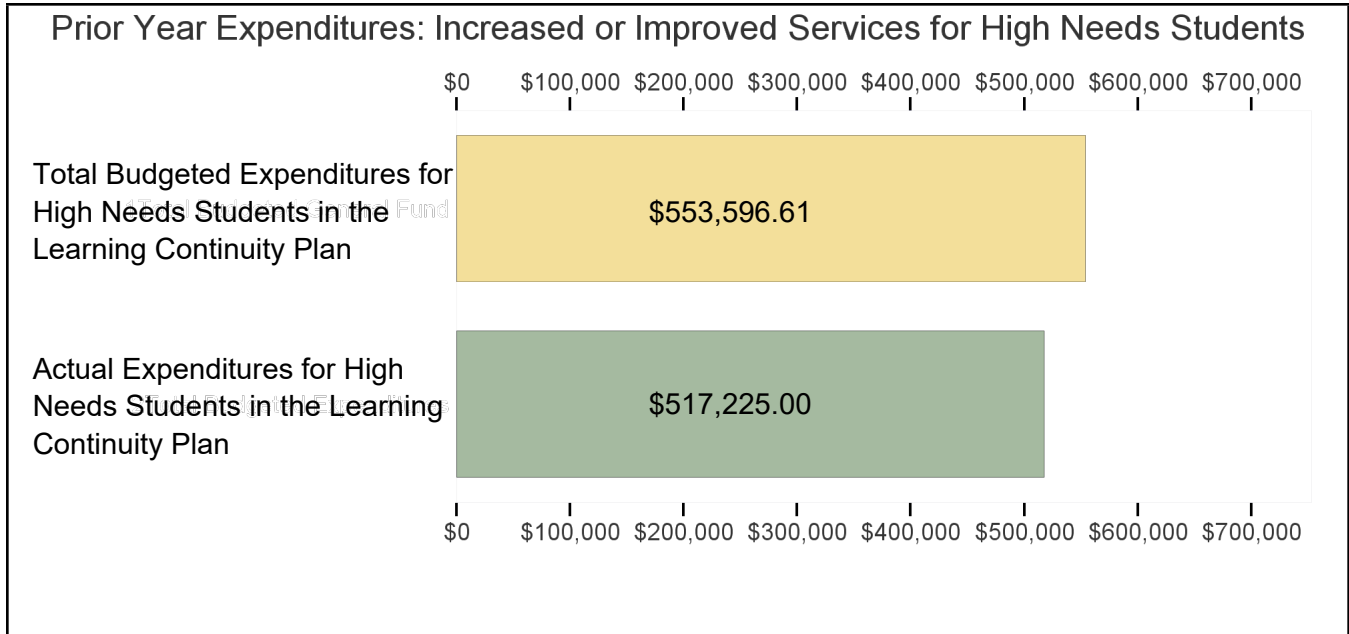 Prior Year Expenditures: Increased or Improved Services for High Needs Students
$0 $100,000 $200,000 $300,000 $400,000 $500,000 $600,000 $700,000
Total Budgeted Expenditures for
High Needs Students in the
Learning Continuity Plan
$553,596.61
Actual Expenditures for High
Needs Students in the Learning
Continuity Plan
$517,225.00
$0 $100,000 $200,000 $300,000 $400,000 $500,000 $600,000 $700,000